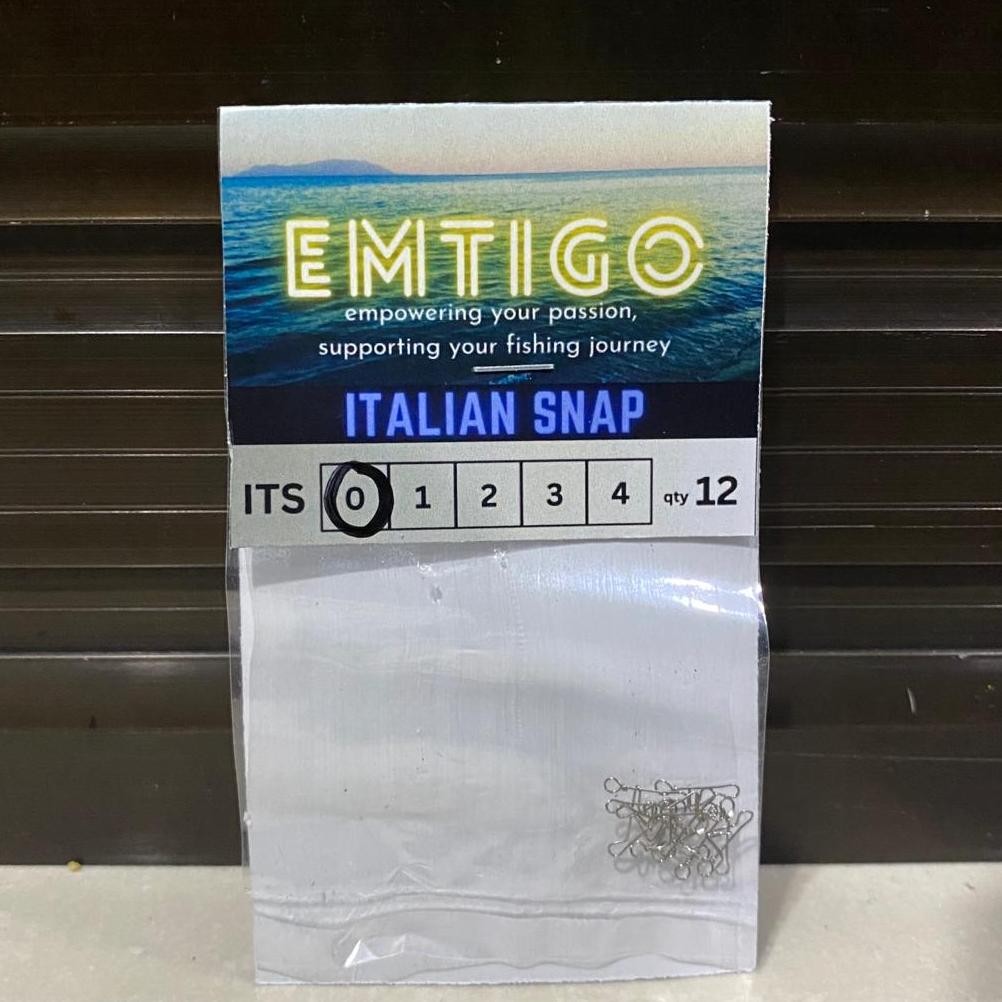 EMTIGO
empowering your passion,
supporting your fishing journey
ITALIAN SNAP
ITS 0 1 2 3 4 qty 12